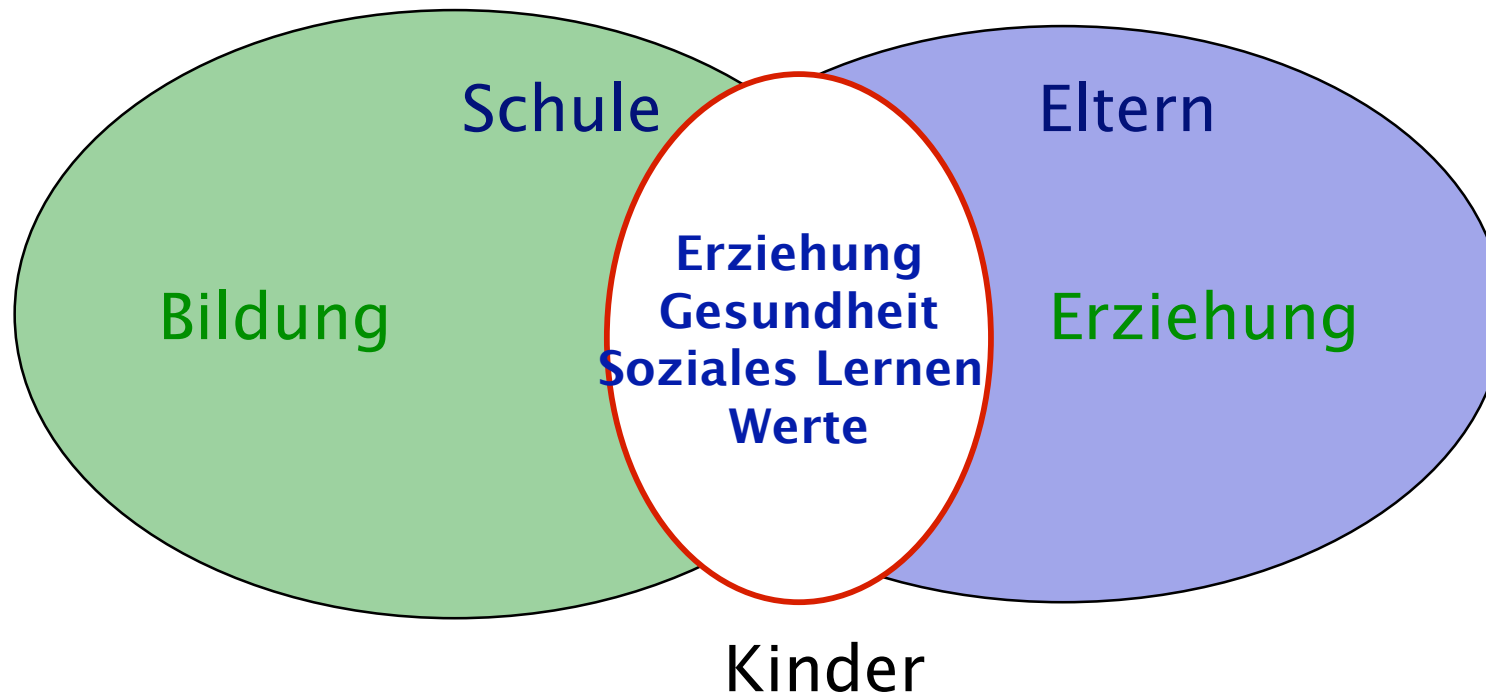 Schule
Eltern
Bildung
Erziehung
Gesundheit
Soziales Lernen
Werte
Erziehung
Kinder